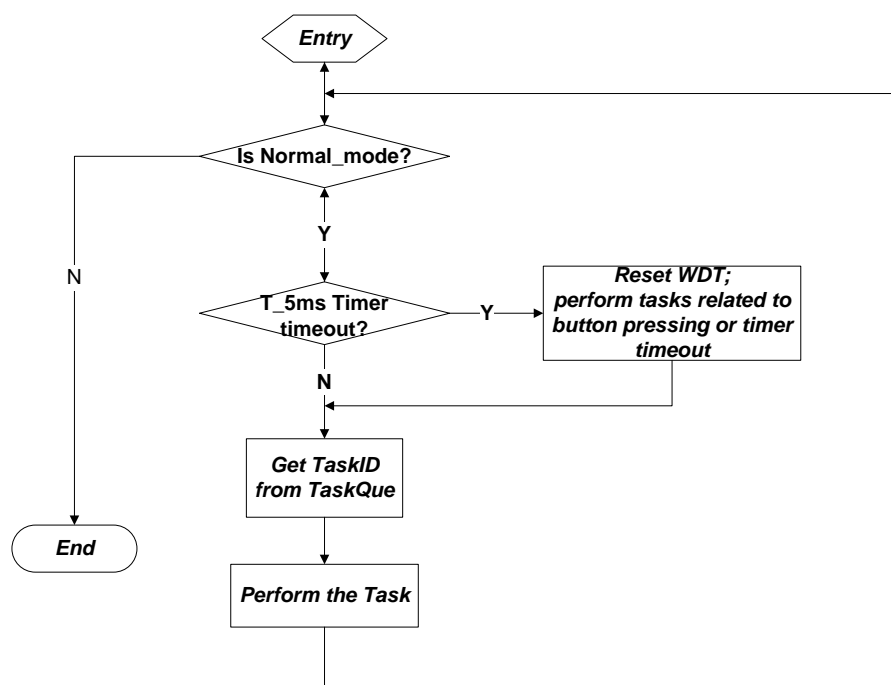 Entry
Is Normal_mode?
Y
N
T_5ms Timer
timeout?
Y
Reset WDT;
perform tasks related to
button pressing or timer
timeout
N
Get TaskID
from TaskQue
End
Perform the Task